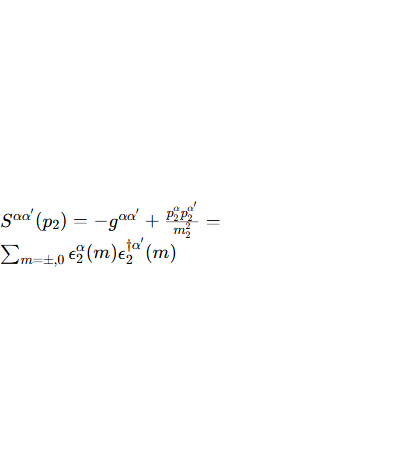 $S^{\alpha\alpha'}(p_2) = -g^{\alpha\alpha'} + \frac{p_2^{\alpha} p_2^{\alpha'}}{m_2^2} =$
$\sum_{m=\pm,0} \epsilon_2^{\alpha}(m) \epsilon_2^{\dagger\alpha'}(m)$